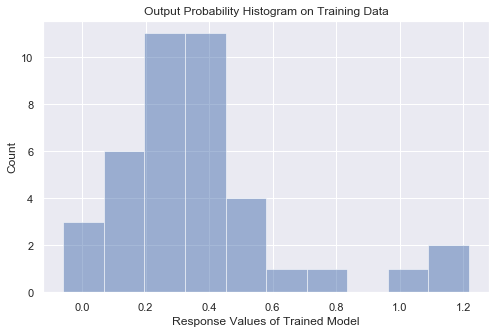 Output Probability Histogram on Training Data
10
8
6
4
2
0
Count
0.0 0.2 0.4 0.6 0.8 1.0 1.2
Response Values of Trained Model